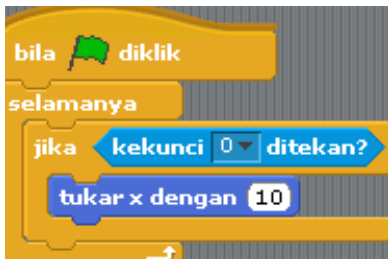 bila diklik
selamanya
jika kekunci 0 ditekan?
tukar x dengan 10